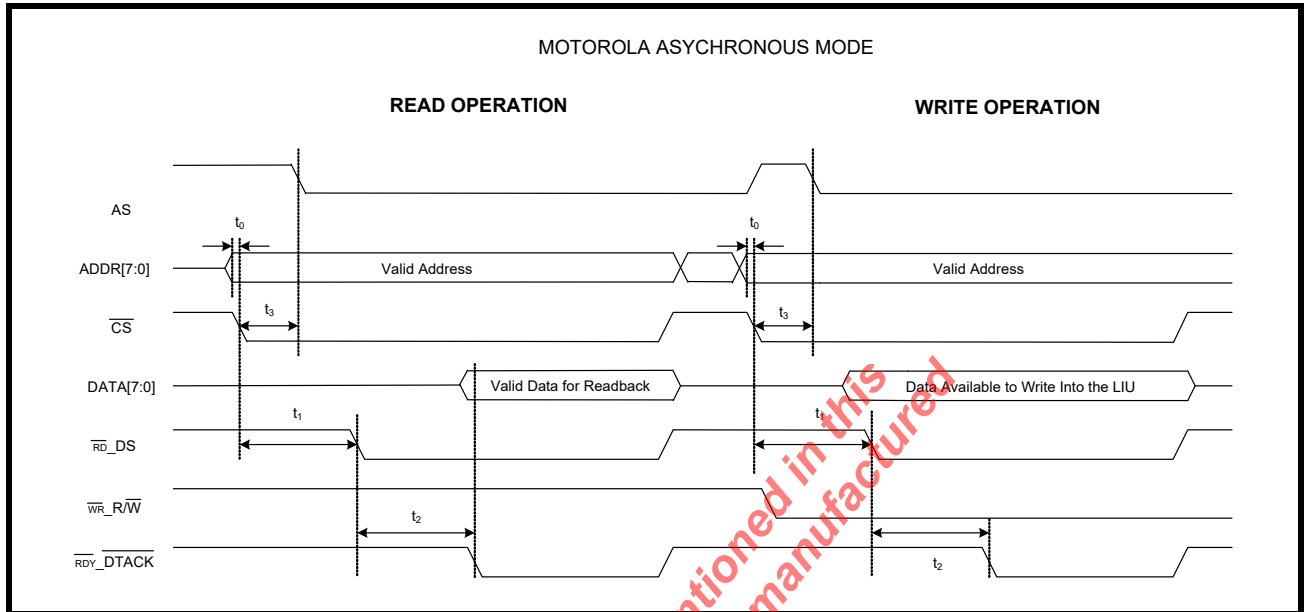 MOTOROLA ASYCHRONOUS MODE
READ OPERATION
WRITE OPERATION
AS
t0
t0
ADDR[7:0]
Valid Address
Valid Address
t3
t3
CS
DATA[7:0]
Valid Data for Readback
Data Available to Write Into the LIU
t1
t1
RD_DS
WR_R/W
t2
t2
RDY_DTACK
mentioned in this
manufactured